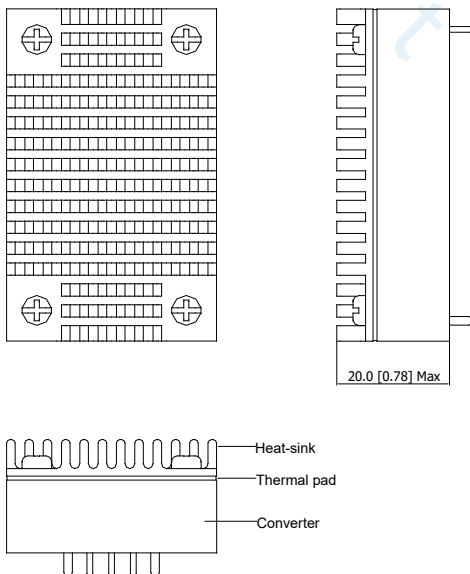 20.0 [0.78] Max
Heat-sink
Thermal pad
Converter